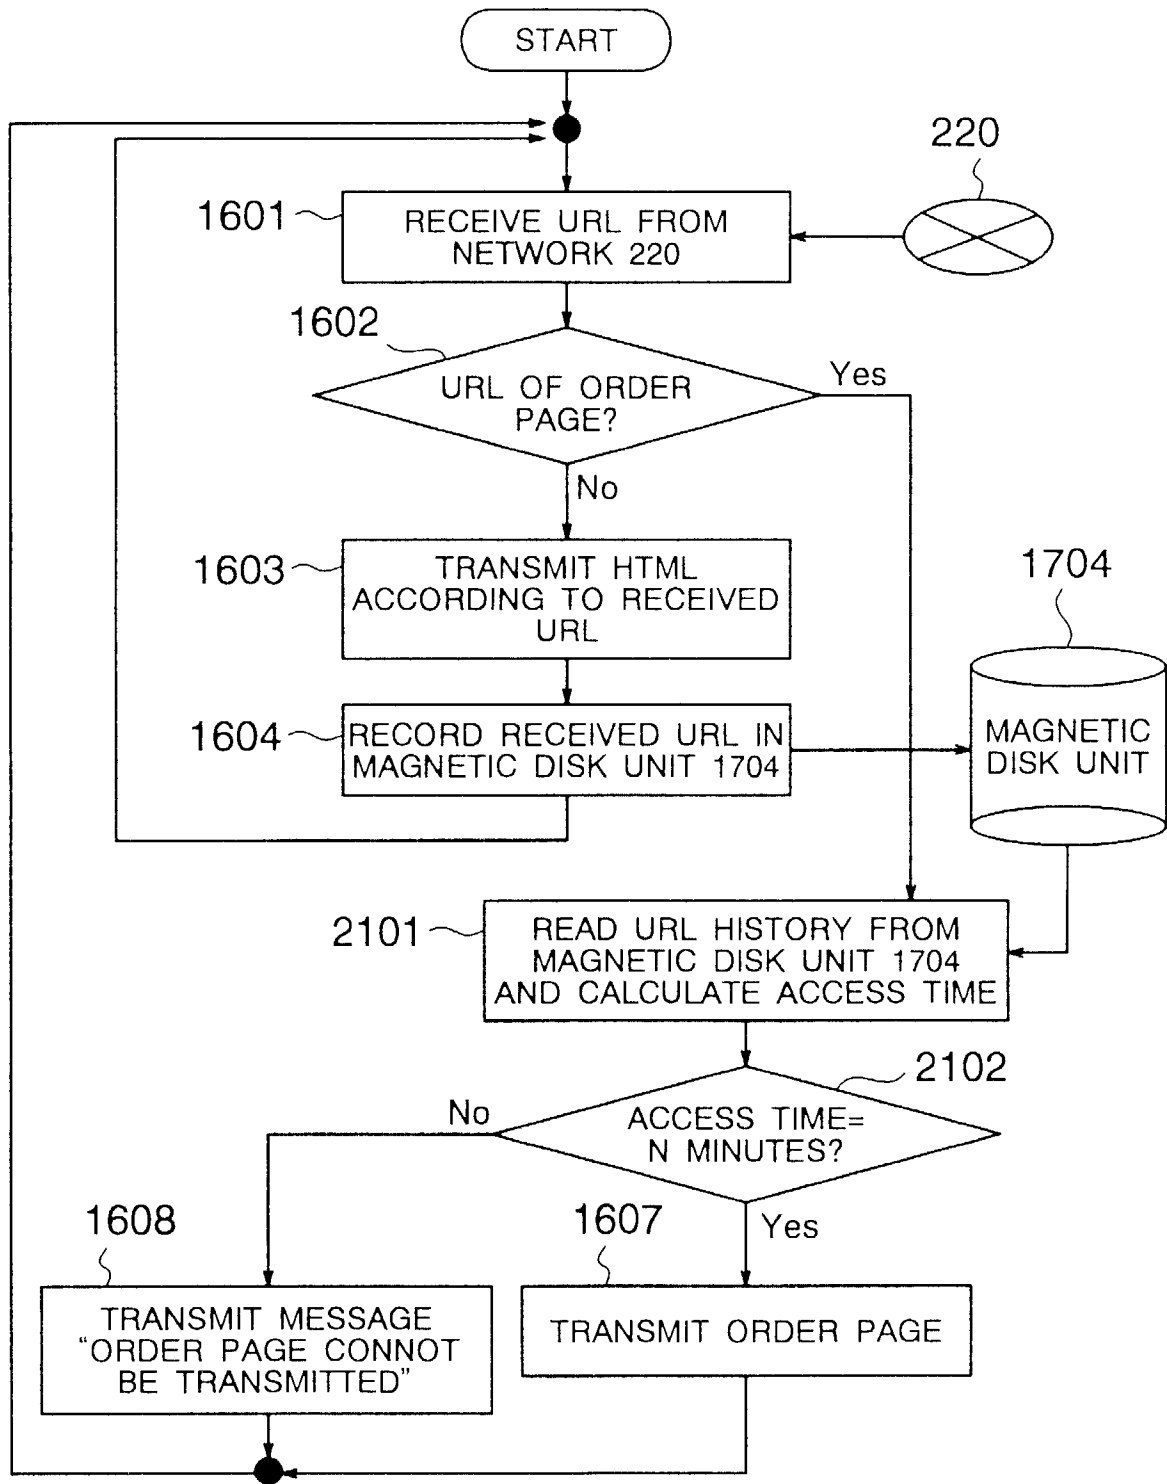 START
220
1601
RECEIVE URL FROM
NETWORK 220
1602
URL OF ORDER
PAGE?
Yes
No
1603
TRANSMIT HTML
ACCORDING TO RECEIVED
URL
1704
1604
RECORD RECEIVED URL IN
MAGNETIC DISK UNIT 1704
MAGNETIC
DISK UNIT
2101
READ URL HISTORY FROM
MAGNETIC DISK UNIT 1704
AND CALCULATE ACCESS TIME
2102
No
ACCESS TIME=
N MINUTES?
Yes
1608
1607
TRANSMIT MESSAGE
“ORDER PAGE CONNOT
BE TRANSMITTED”
TRANSMIT ORDER PAGE